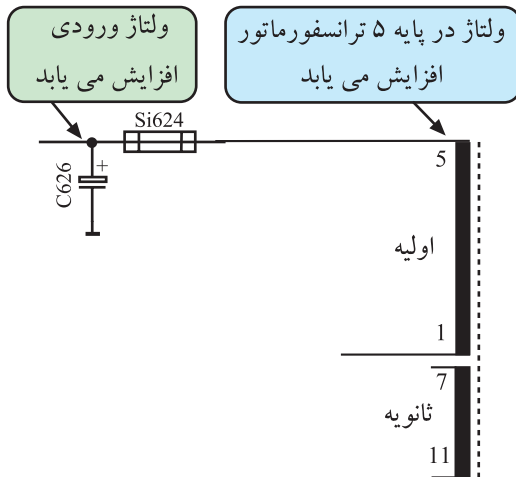 ولتاژ در پایه ۵ ترانسفورماتور
افزایش می یابد
ولتاژ ورودی
افزایش می یابد
Si624
+
C626
5
اولیه
1
7
ثانویه
11